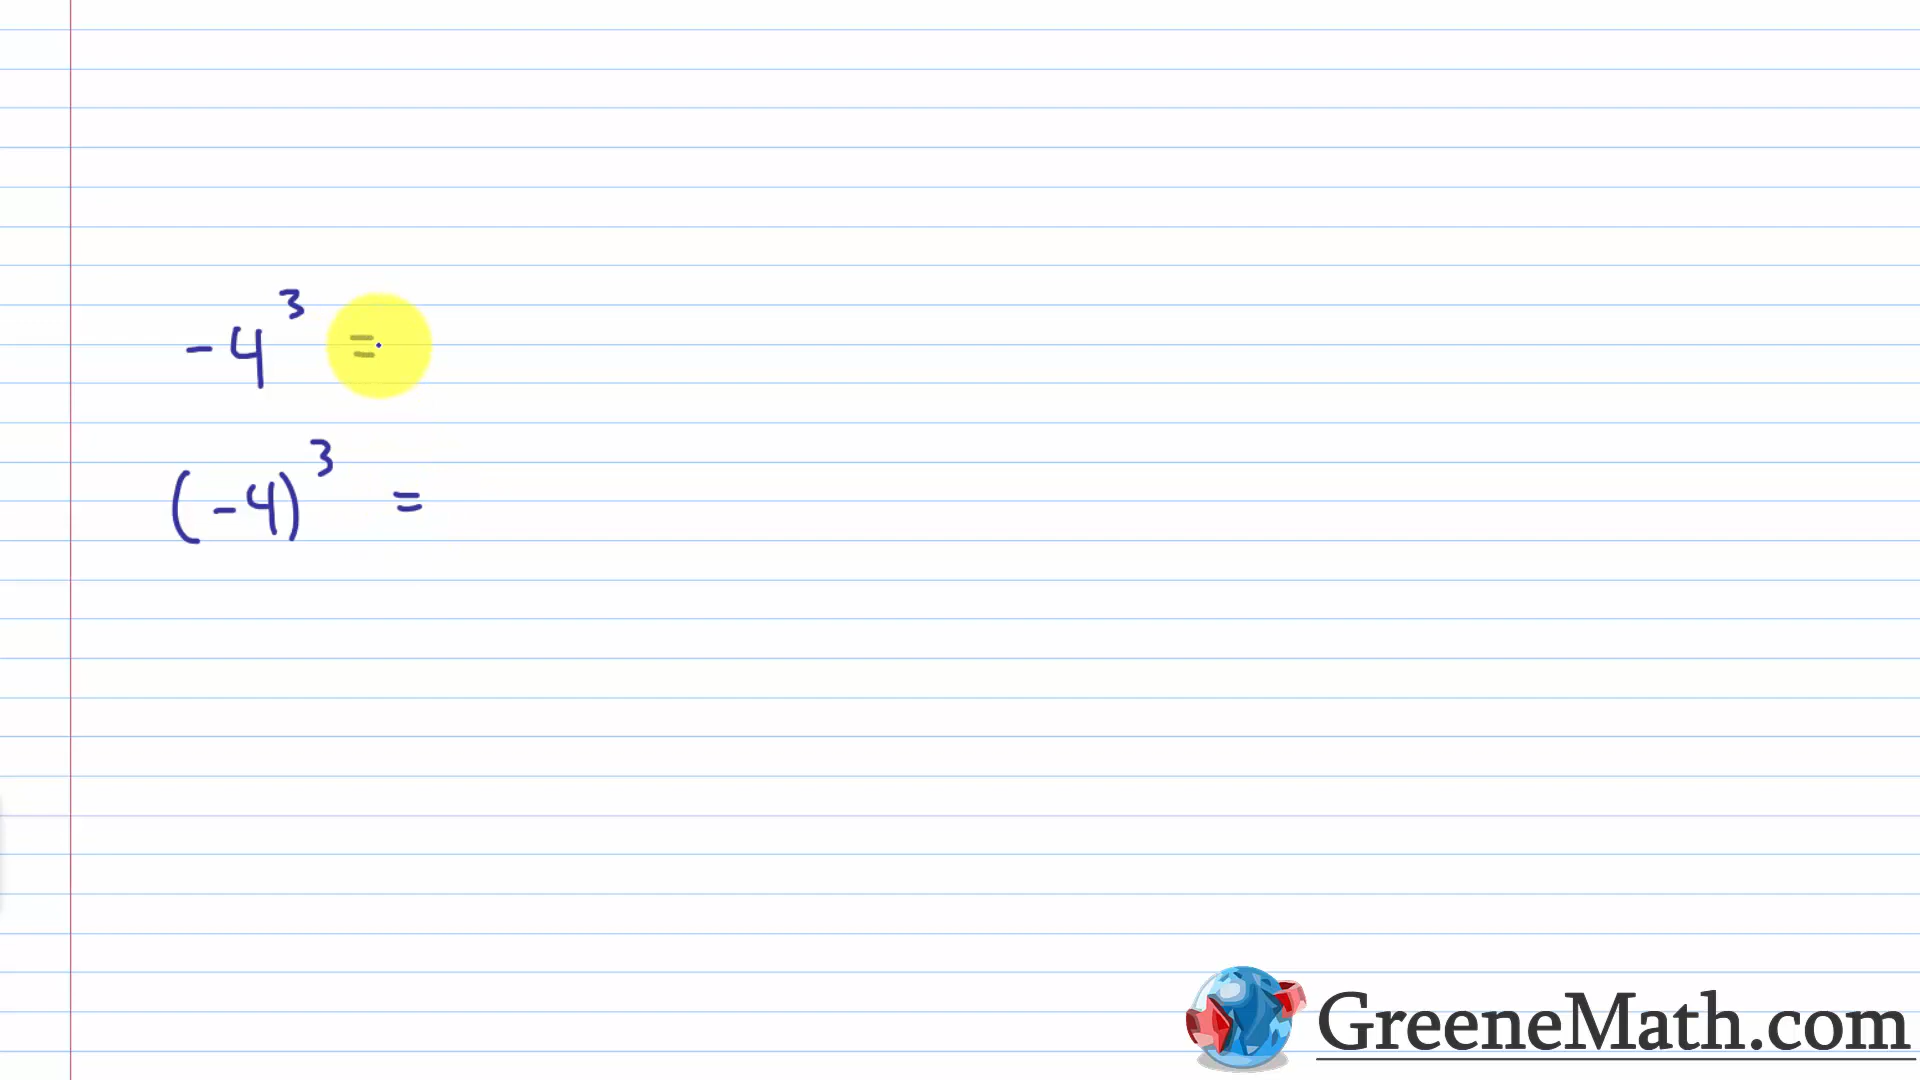 -4³ =
(-4)³ =
GreeneMath.com